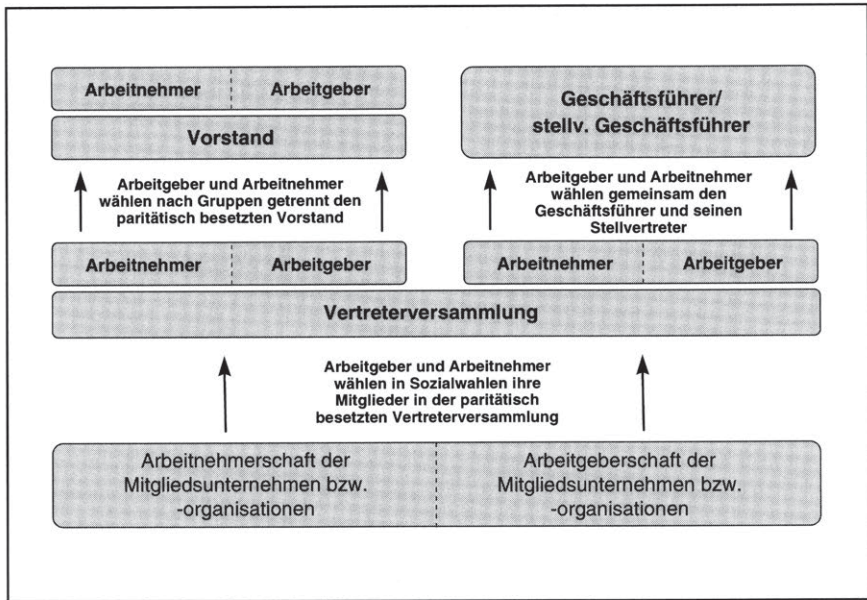 Arbeitnehmer
Arbeitgeber
Vorstand
Geschäftsführer/
stellv. Geschäftsführer
Arbeitgeber und Arbeitnehmer
wählen nach Gruppen getrennt den
paritätisch besetzten Vorstand
Arbeitgeber und Arbeitnehmer
wählen gemeinsam den
Geschäftsführer und seinen
Stellvertreter
Arbeitnehmer
Arbeitgeber
Arbeitnehmer
Arbeitgeber
Vertreterversammlung
Arbeitgeber und Arbeitnehmer
wählen in Sozialwahlen ihre
Mitglieder in der paritätisch
besetzten Vertreterversammlung
Arbeitnehmerschaft der
Mitgliedsunternehmen bzw.
-organisationen
Arbeitgeberschaft der
Mitgliedsunternehmen bzw.
-organisationen